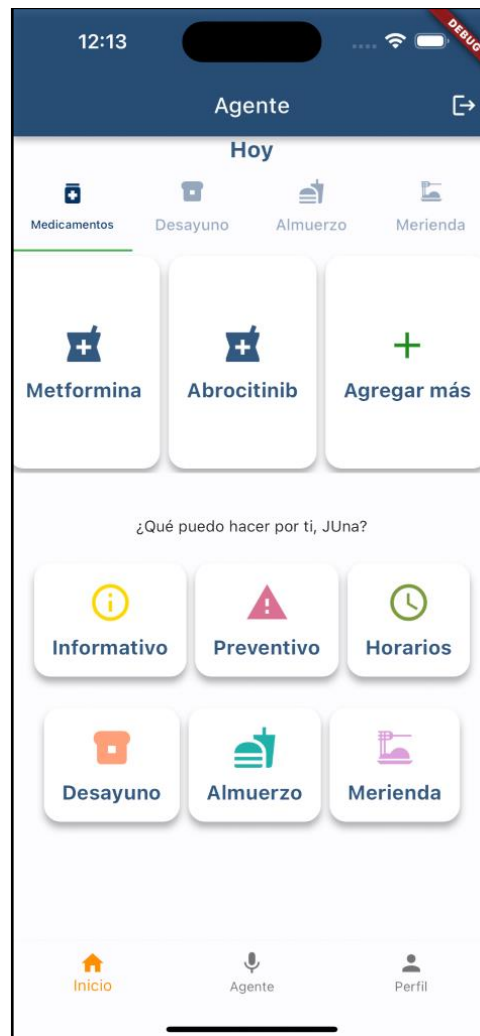 12:13
DEBUG
Agente
Hoy
Medicamentos Desayuno Almuerzo Merienda
Metformina Abrocitinib Agregar más
¿Qué puedo hacer por ti, JUna?
Informativo Preventivo Horarios
Desayuno Almuerzo Merienda
Inicio Agente Perfil